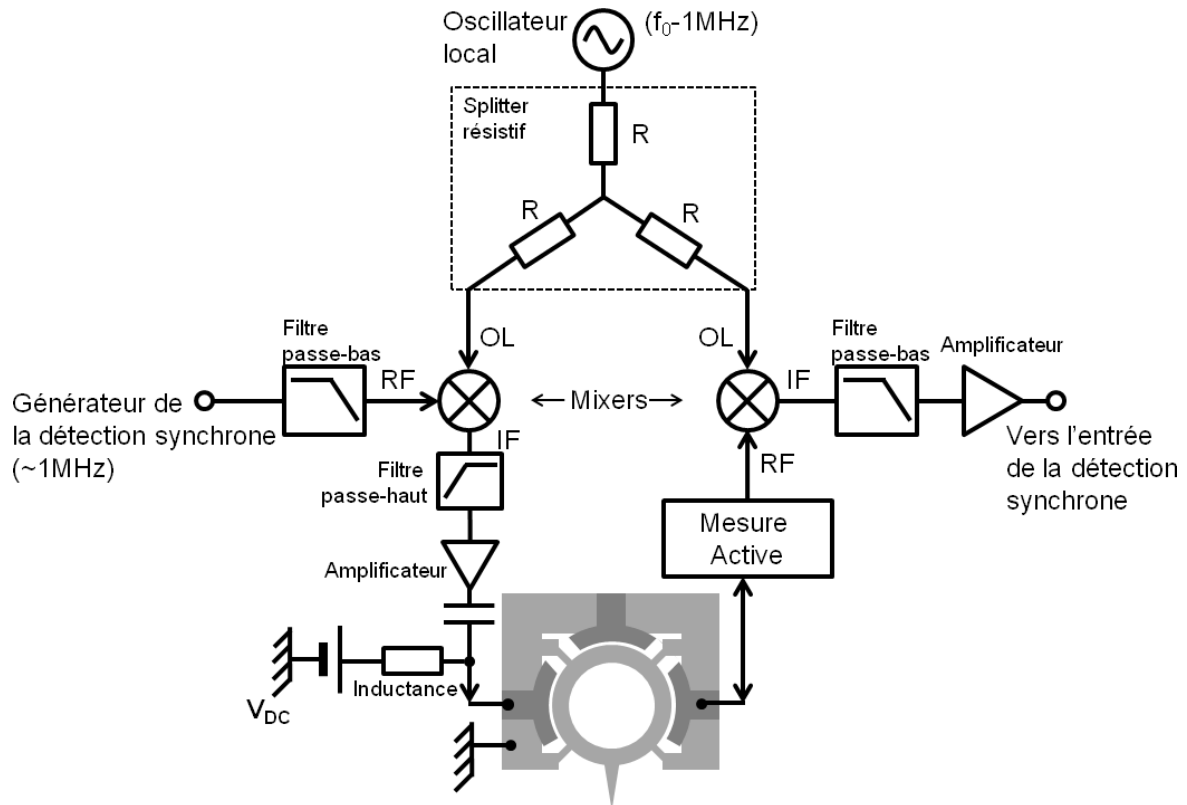 Oscillateur
local
(f₀-1MHz)
Splitter
résistif
R
R
R
OL
OL
Filtre
passe-bas
RF
Générateur de
la détection synchrone
(~1MHz)
Mixers
IF
Filtre
passe-bas
Amplificateur
Vers l'entrée
de la détection
synchrone
IF
Filtre
passe-haut
RF
Mesure
Active
Amplificateur
Inductance
V_DC